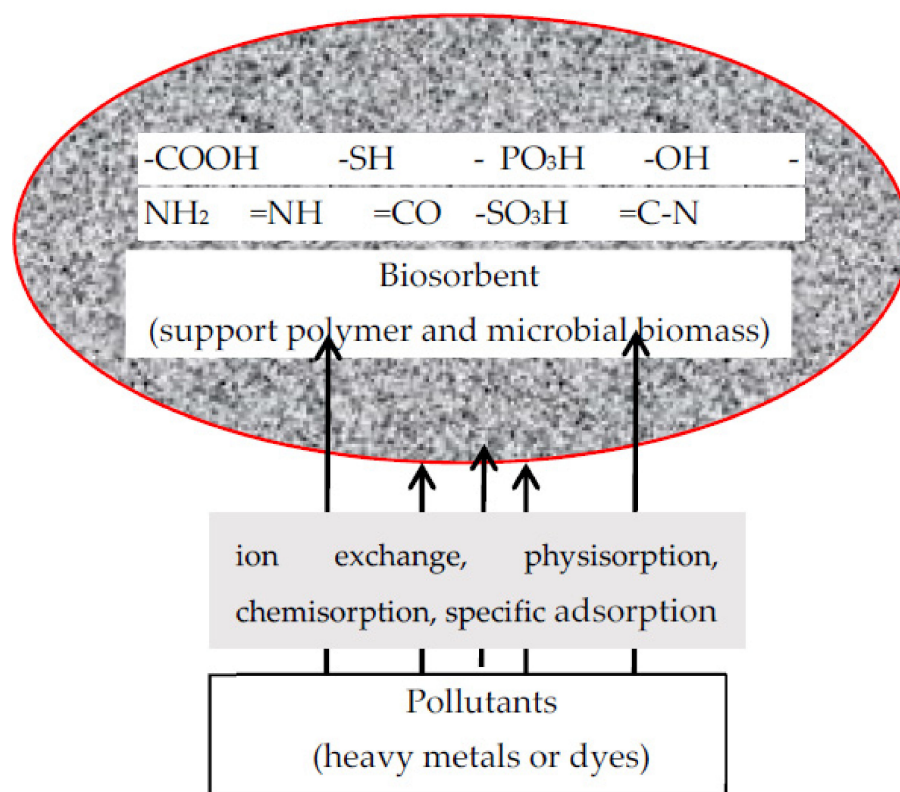 -COOH -SH - PO₃H -OH -
NH₂ =NH =CO -SO₃H =C-N
Biosorbent
(support polymer and microbial biomass)
ion exchange, physisorption,
chemisorption, specific adsorption
Pollutants
(heavy metals or dyes)